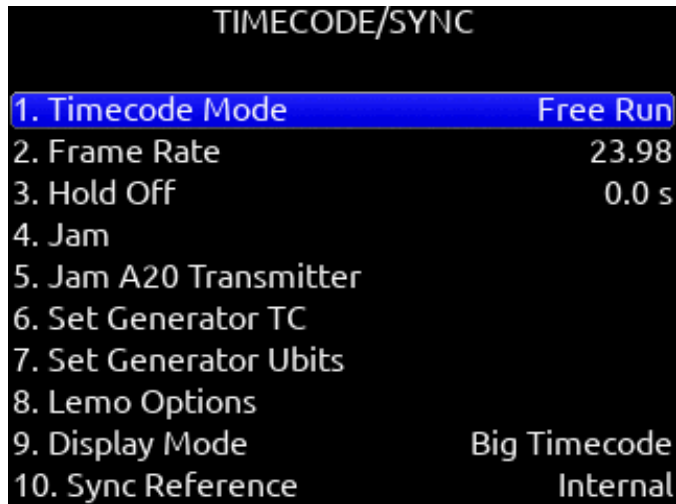 TIMECODE/SYNC
1. Timecode Mode Free Run
2. Frame Rate 23.98
3. Hold Off 0.0 s
4. Jam
5. Jam A20 Transmitter
6. Set Generator TC
7. Set Generator Ubits
8. Lemo Options
9. Display Mode Big Timecode
10. Sync Reference Internal